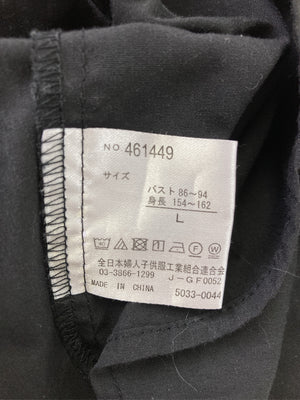 NO 461449
サイズ
バスト 86～94
身長 154～162
L
全日本婦人子供服工業組合連合会
03-3866-1299 J-GF0052
MADE IN CHINA 5033-0044